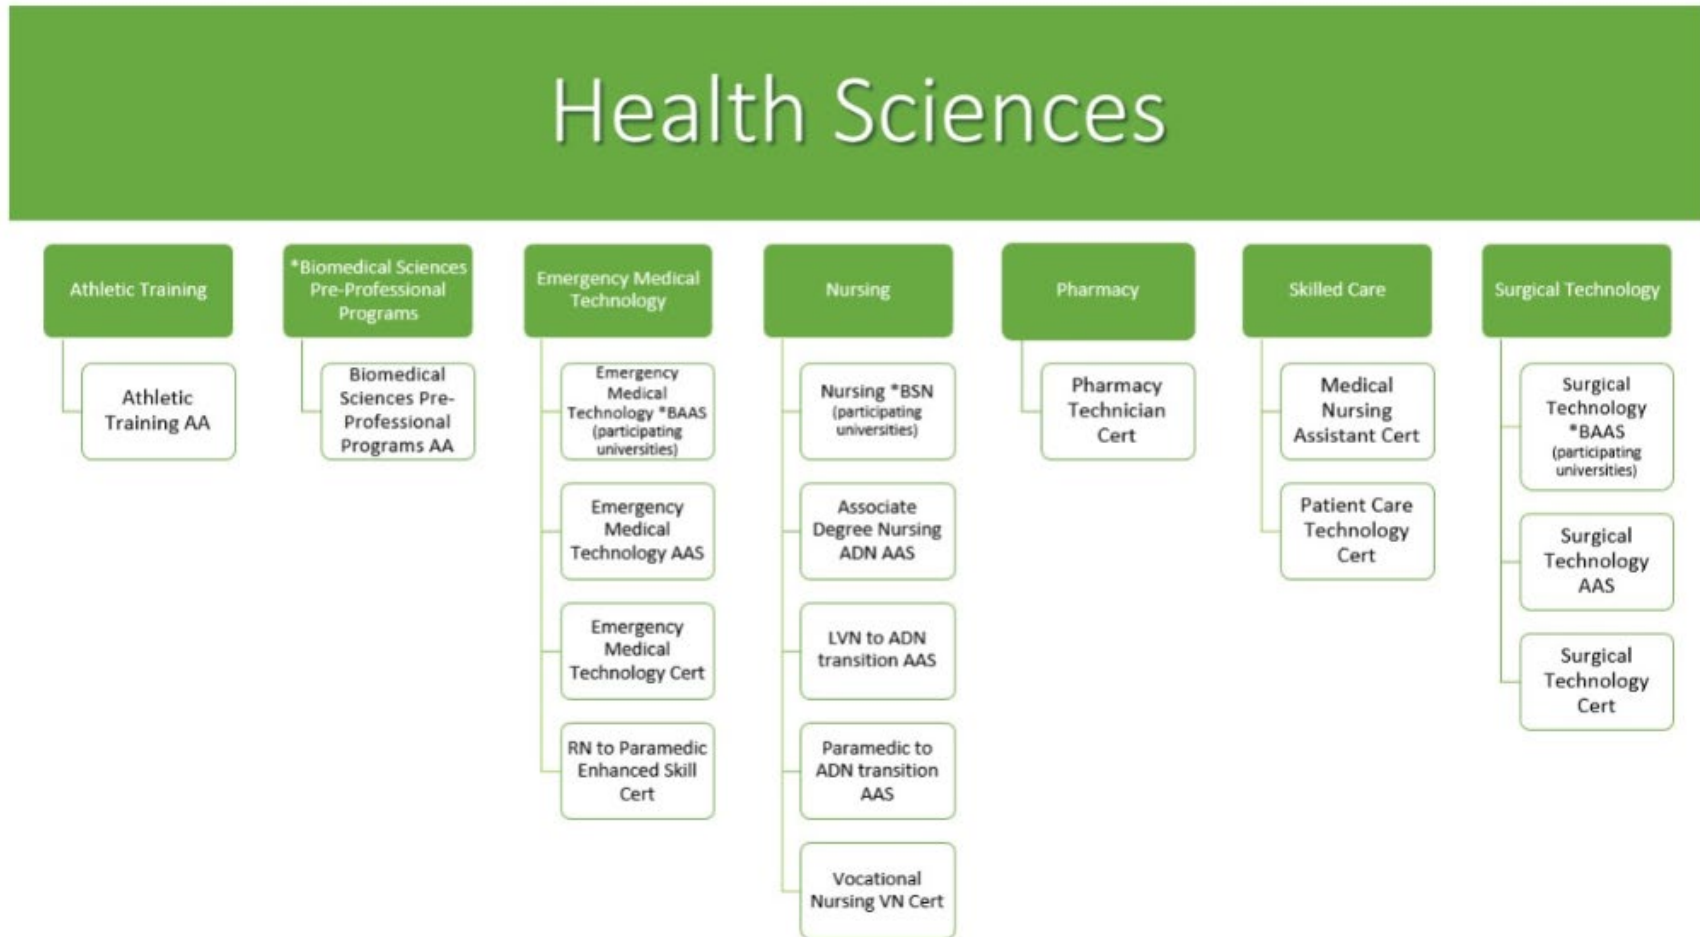 Health Sciences
Athletic Training
Athletic
Training AA
*Biomedical Sciences
Pre-Professional
Programs
Biomedical
Sciences Pre-
Professional
Programs AA
Emergency Medical
Technology
Emergency
Medical
Technology *BAAS
(participating
universities)
Emergency
Medical
Technology AAS
Emergency
Medical
Technology Cert
RN to Paramedic
Enhanced Skill
Cert
Nursing
Nursing *BSN
(participating
universities)
Associate
Degree Nursing
ADN AAS
LVN to ADN
transition AAS
Paramedic to
ADN transition
AAS
Vocational
Nursing VN Cert
Pharmacy
Pharmacy
Technician
Cert
Skilled Care
Medical
Nursing
Assistant Cert
Patient Care
Technology
Cert
Surgical Technology
Surgical
Technology
*BAAS
(participating
universities)
Surgical
Technology
AAS
Surgical
Technology
Cert